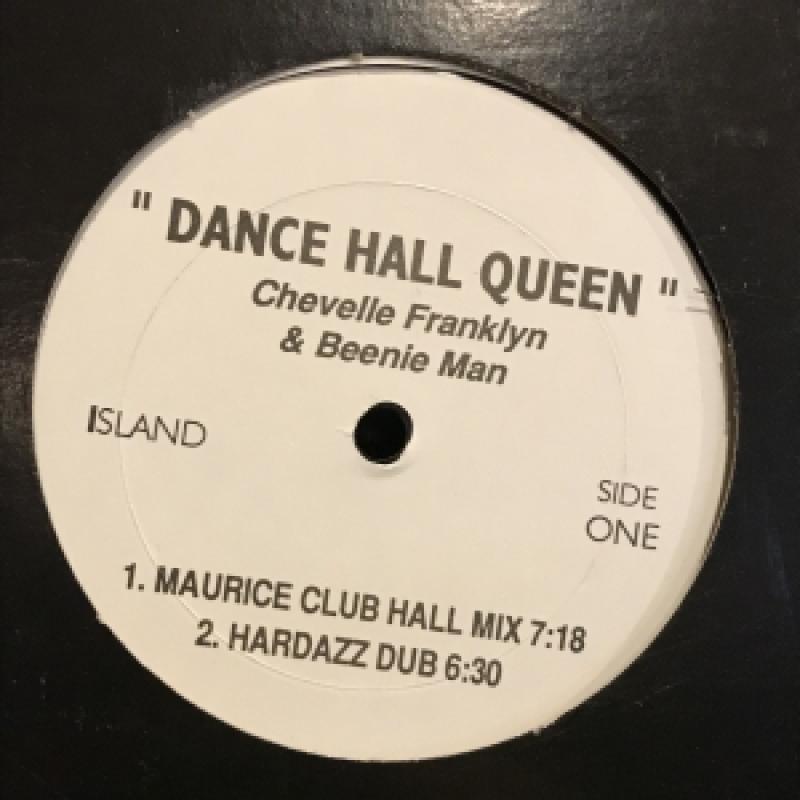 " DANCE HALL QUEEN "
Chevelle Franklyn
& Beenie Man
ISLAND
SIDE
ONE
1. MAURICE CLUB HALL MIX 7:18
2. HARDAZZ DUB 6:30